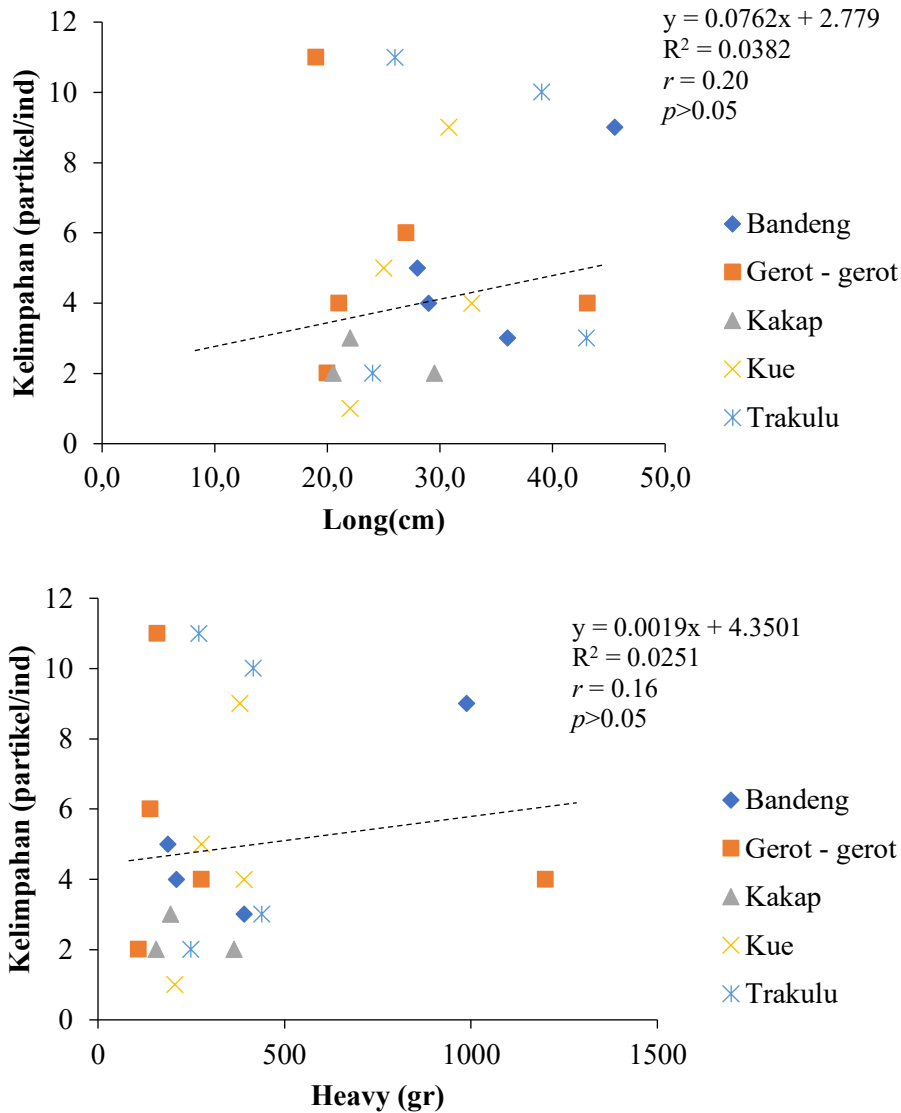 y = 0.0762x + 2.779
R² = 0.0382
r = 0.20
p>0.05
Kelimpahan (partikel/ind)
12
10
8
6
4
2
0
0,0 10,0 20,0 30,0 40,0 50,0
Long(cm)
Bandeng
Gerot - gerot
Kakap
Kue
Trakulu
y = 0.0019x + 4.3501
R² = 0.0251
r = 0.16
p>0.05
Kelimpahan (partikel/ind)
12
10
8
6
4
2
0
0 500 1000 1500
Heavy (gr)
Bandeng
Gerot - gerot
Kakap
Kue
Trakulu